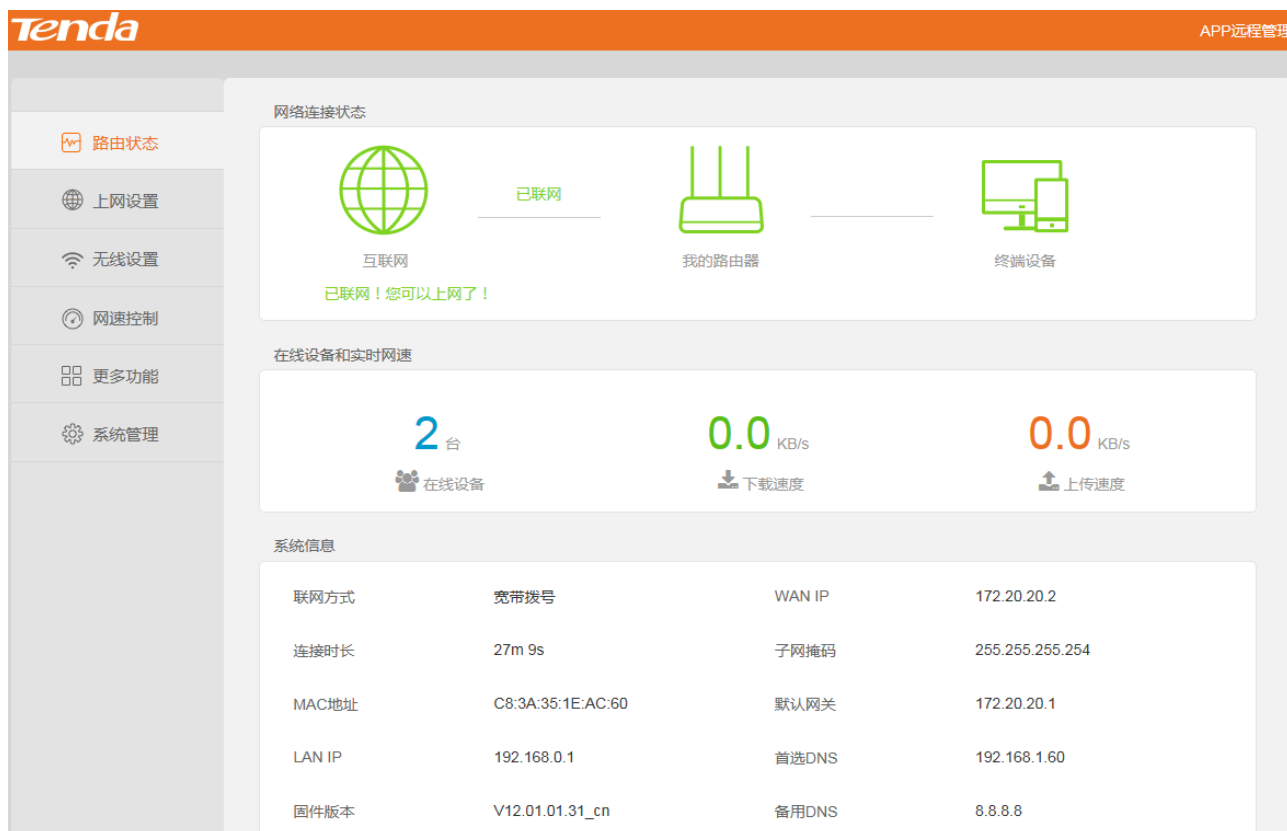 Tenda
APP远程管理
路由状态
上网设置
无线设置
网速控制
更多功能
系统管理
网络连接状态
已联网
互联网
我的路由器
终端设备
已联网！您可以上网了！
在线设备和实时网速
2 台
在线设备
0.0 KB/s
下载速度
0.0 KB/s
上传速度
系统信息
联网方式 宽带拨号 WAN IP 172.20.20.2
连接时长 27m 9s 子网掩码 255.255.255.254
MAC地址 C8:3A:35:1E:AC:60 默认网关 172.20.20.1
LAN IP 192.168.0.1 首选DNS 192.168.1.60
固件版本 V12.01.01.31_cn 备用DNS 8.8.8.8